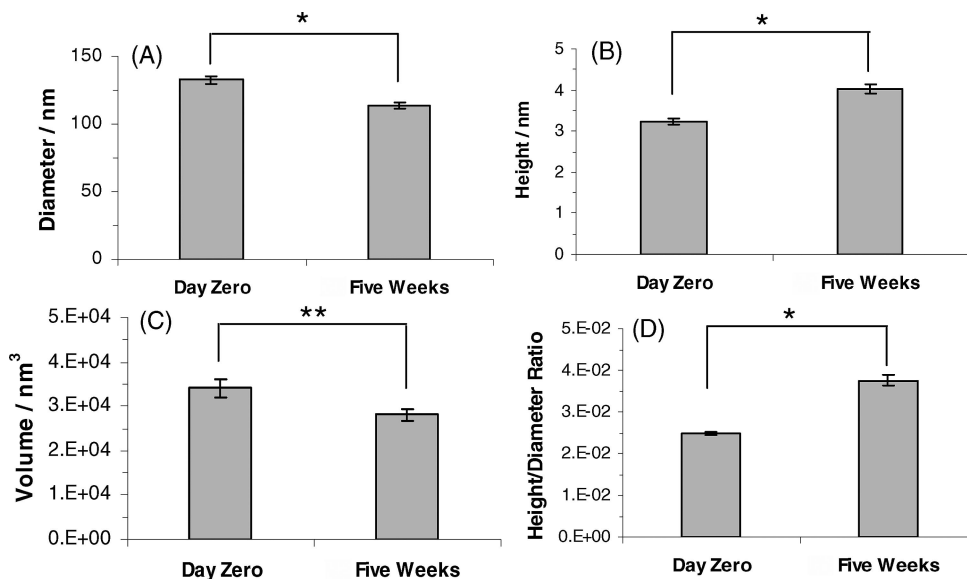 (A)
*
Diameter / nm
150
100
50
0
Day Zero
Five Weeks
(B)
*
Height / nm
5
4
3
2
1
0
Day Zero
Five Weeks
(C)
**
Volume / nm³
5.E+04
4.E+04
3.E+04
2.E+04
1.E+04
0.E+00
Day Zero
Five Weeks
(D)
*
Height/Diameter Ratio
5.E-02
4.E-02
3.E-02
2.E-02
1.E-02
0.E+00
Day Zero
Five Weeks